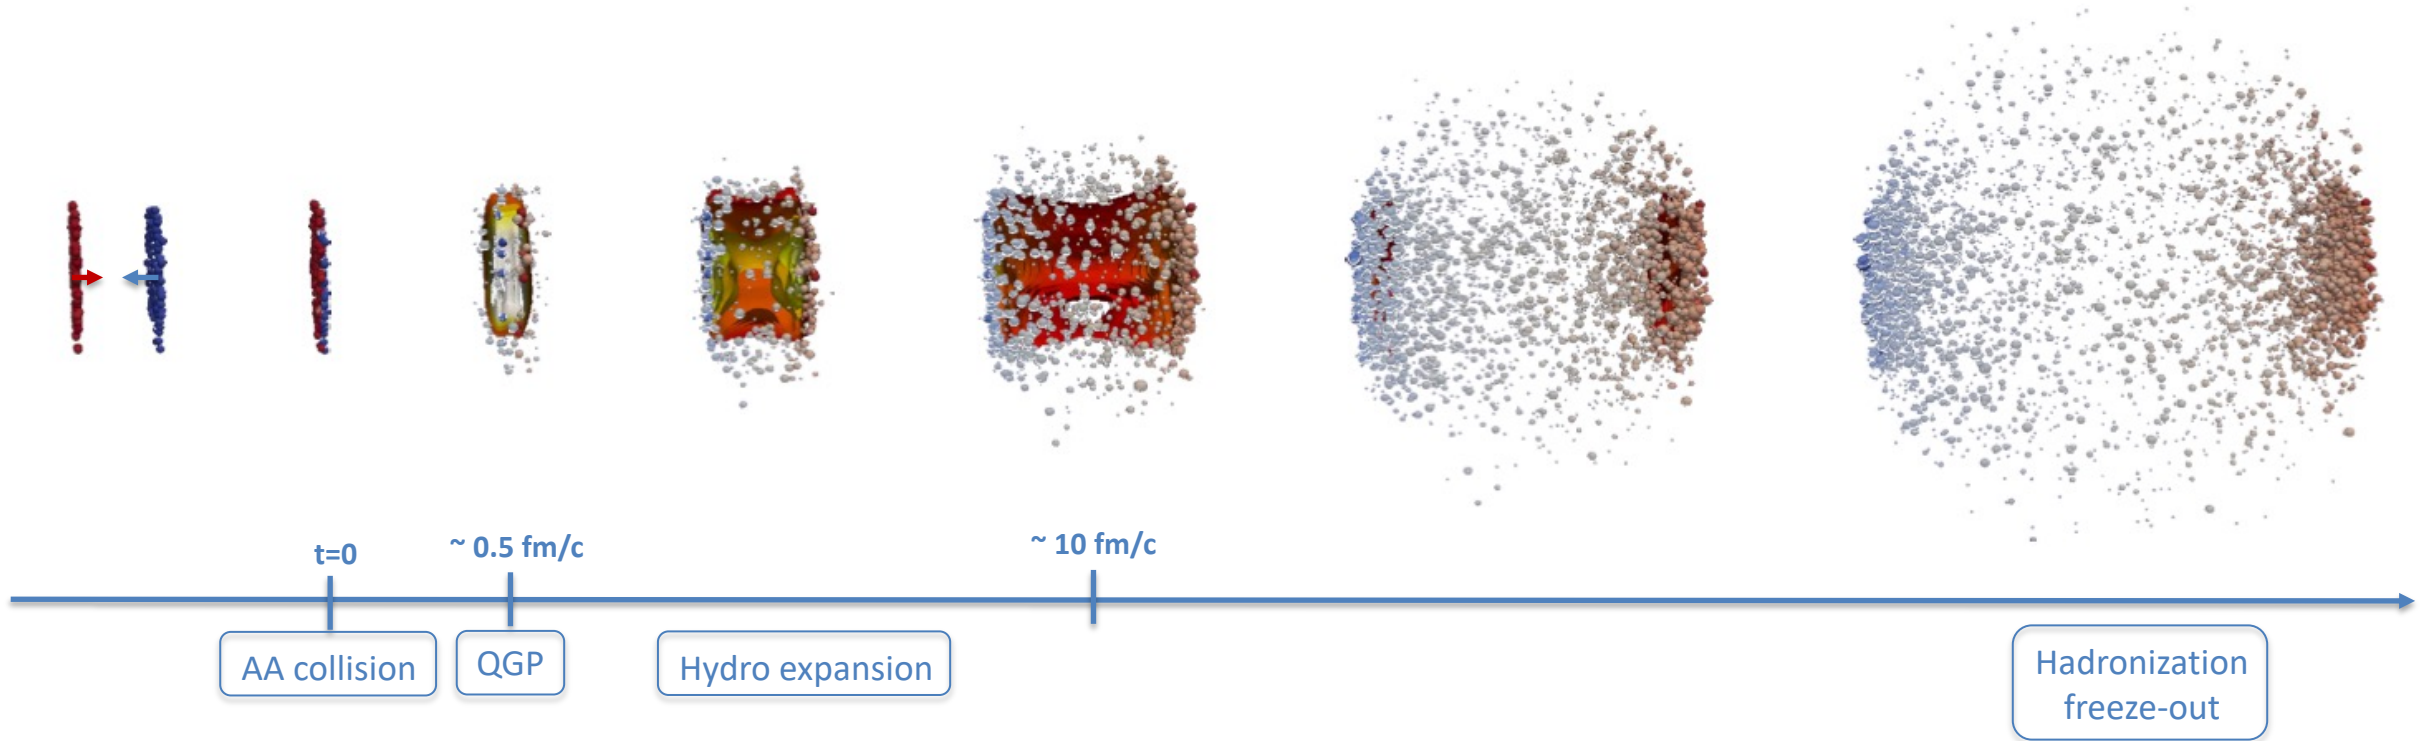 t=0
~ 0.5 fm/c
~ 10 fm/c
AA collision
QGP
Hydro expansion
Hadronization
freeze-out